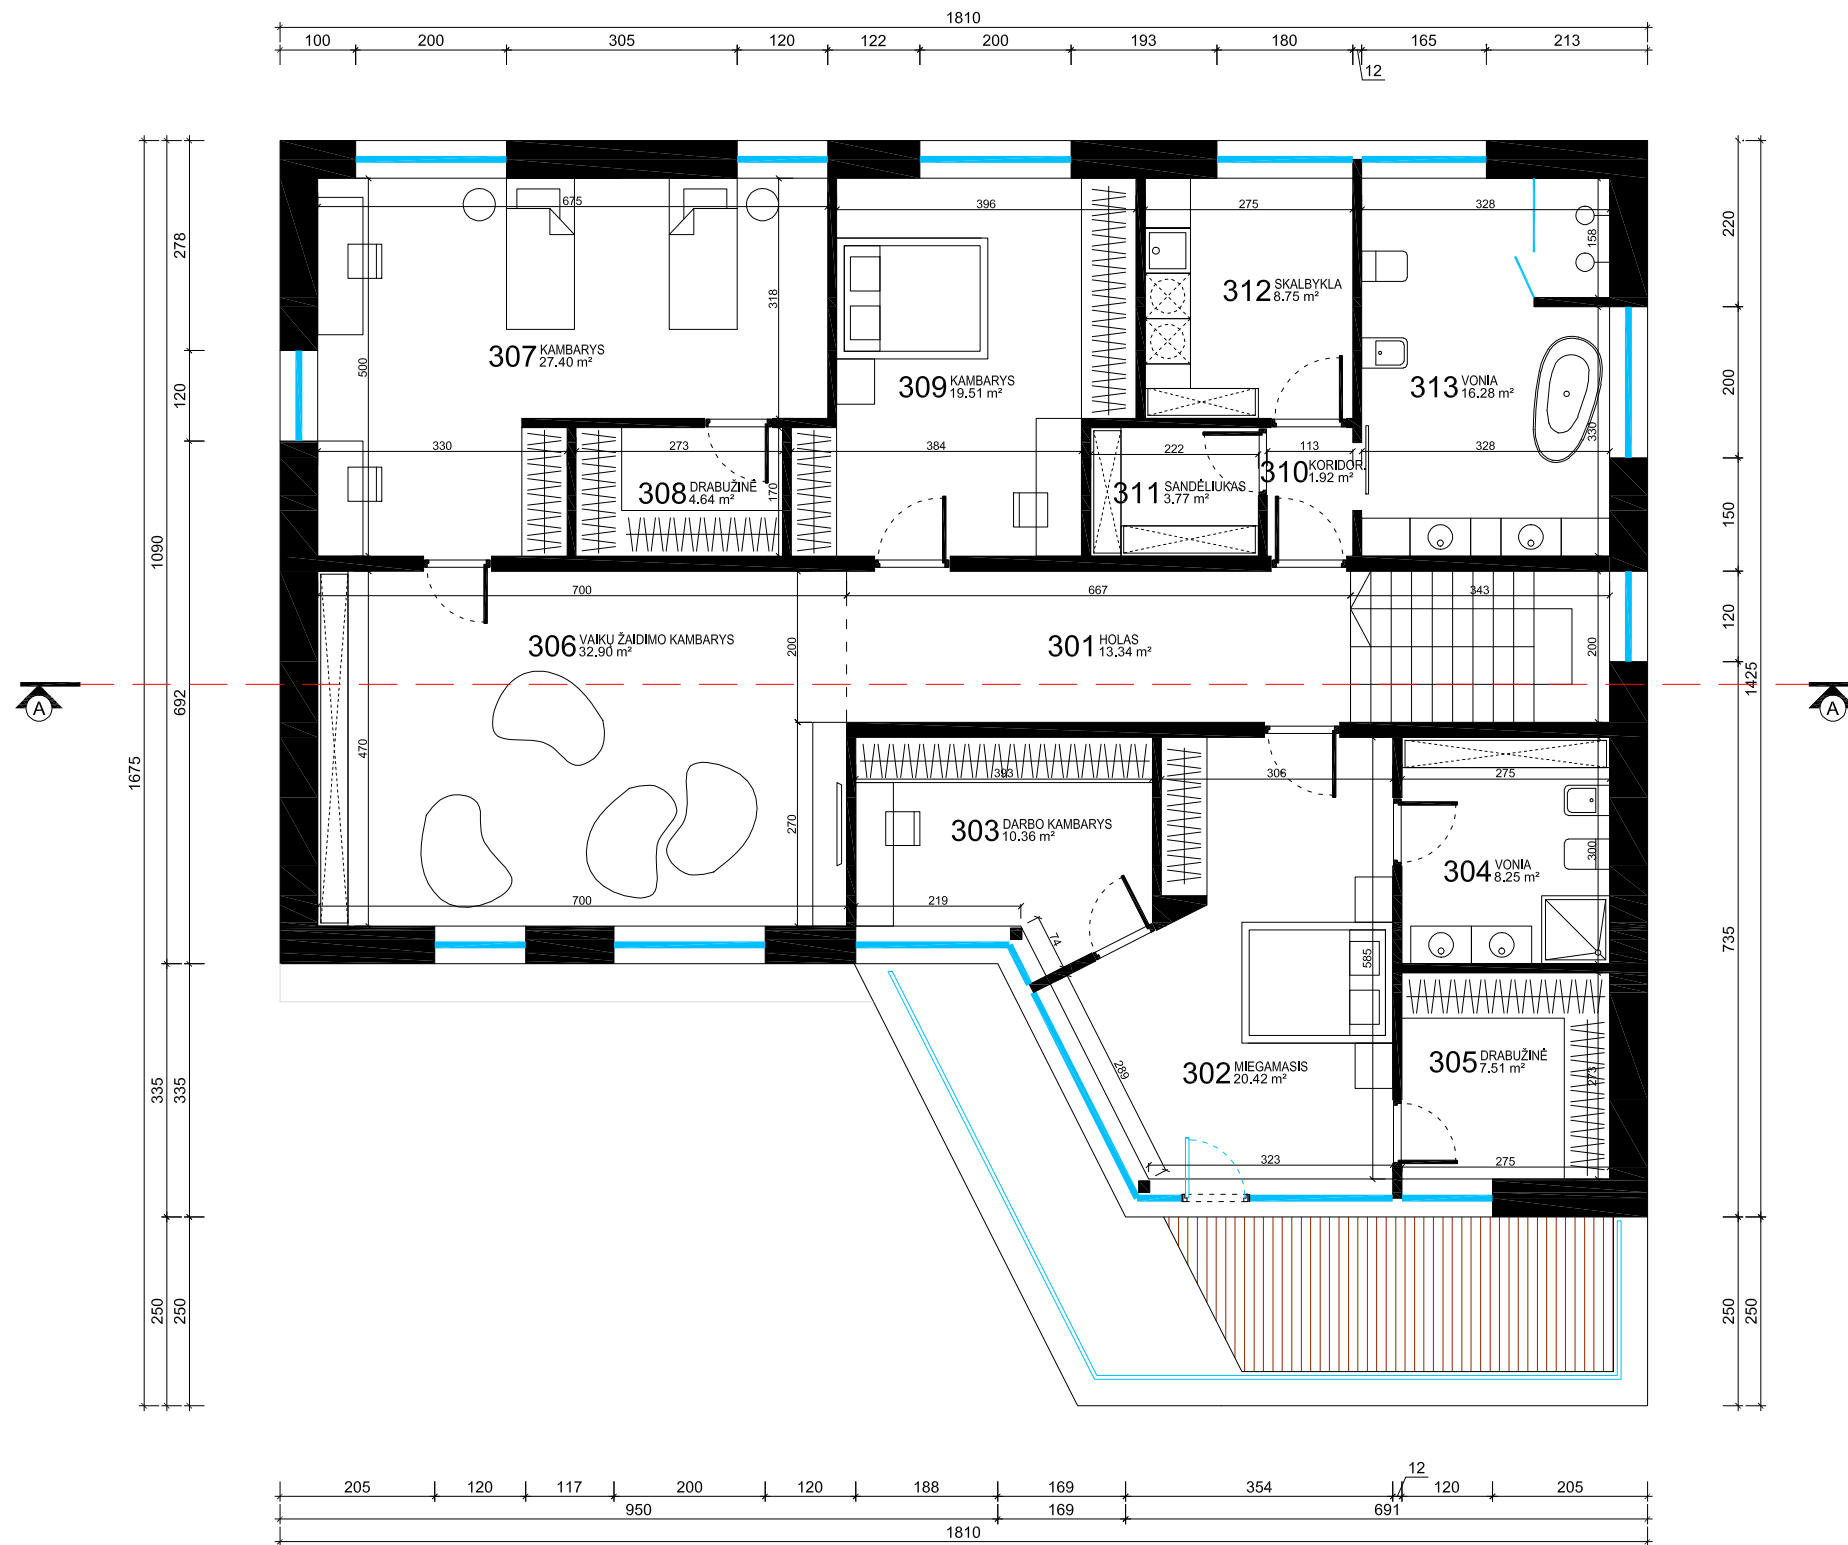 1810
100 200 305 120 122 200 193 180 165 213
12
675
396
275
328
158
318
500
278
120
1090
692
1675
335 335
250 250
220
200
150
120
1425
735
250 250
307 KAMBARYS
27.40 m²
309 KAMBARYS
19.51 m²
312 SKALBYKLA
8.75 m²
313 VONIA
16.28 m²
330
330
273
384
222
113
328
170
308 DRABUŽINĖ
4.64 m²
311 SANDĖLIUKAS
3.77 m²
310 KORIDOR.
1.92 m²
700
667
343
306 VAIKŲ ŽAIDIMO KAMBARYS
32.90 m²
200
301 HOLAS
13.34 m²
200
A
A
470
270
393
306
275
303 DARBO KAMBARYS
10.36 m²
304 VONIA
8.25 m²
300
700
219
74
585
289
302 MIEGAMASIS
20.42 m²
305 DRABUŽINĖ
7.51 m²
273
323
275
12
205 120 117 200 120 188 169 354 120 205
950 169 691
1810